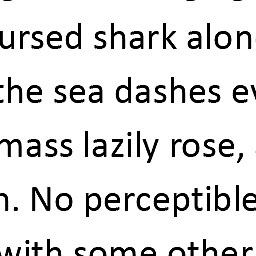 ursed shark alon
the sea dashes ev
mass lazily rose,
n. No perceptible
with some other